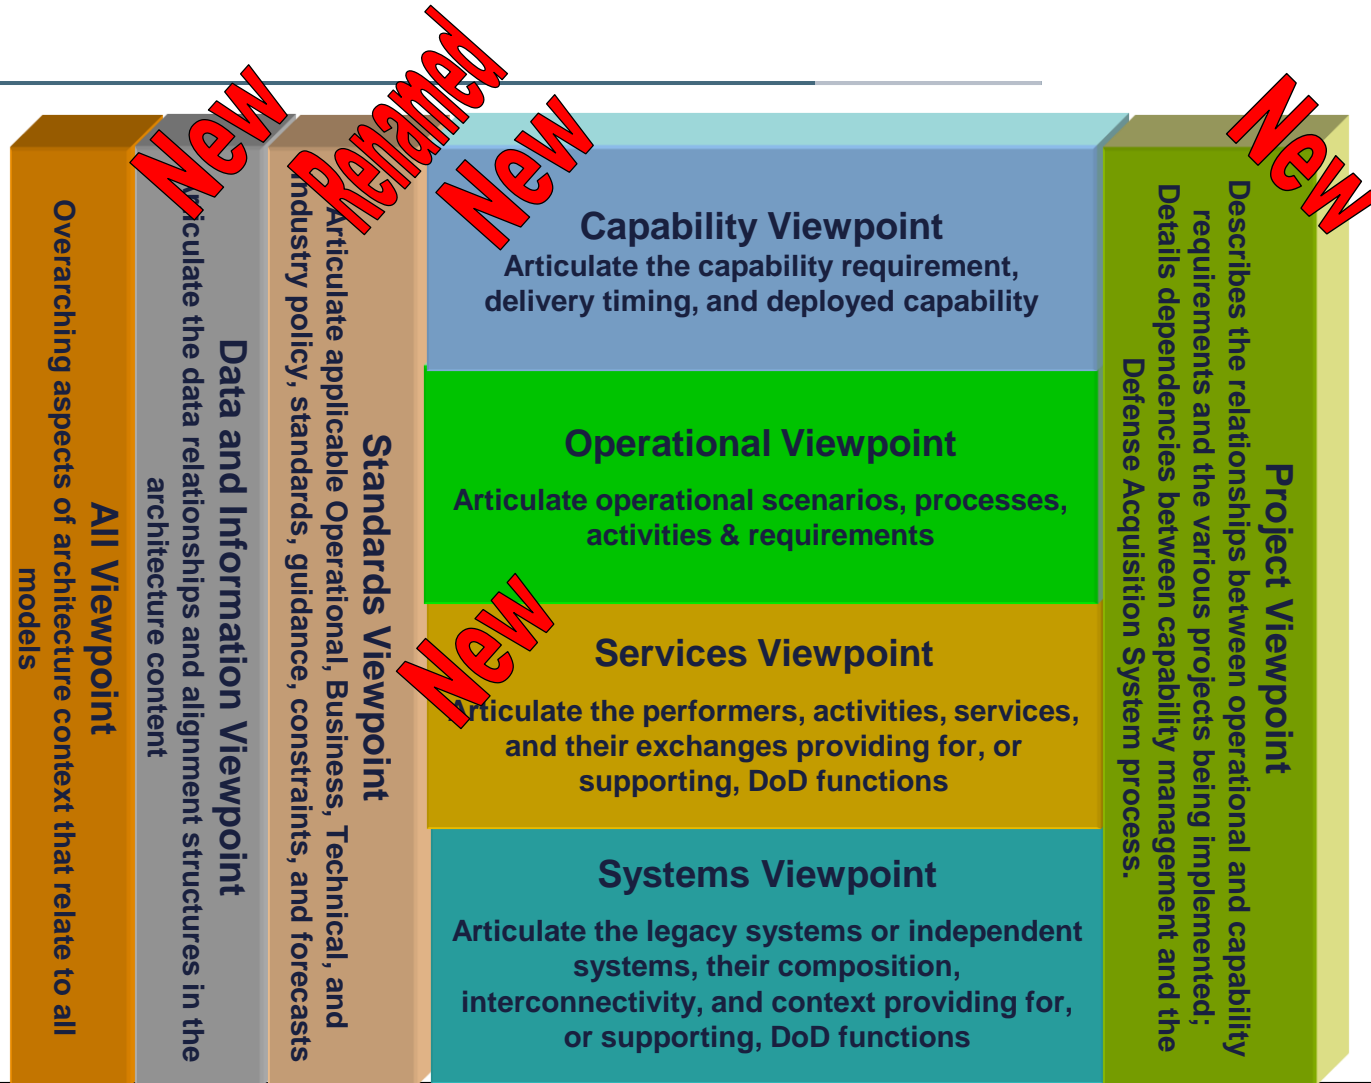 New
Renamed
New
New
All Viewpoint
Overarching aspects of architecture context that relate to all
models
Data and Information Viewpoint
Articulate the data relationships and alignment structures in the
architecture content
Standards Viewpoint
Articulate applicable Operational, Business, Technical, and
Industry policy, standards, guidance, constraints, and forecasts
Capability Viewpoint
Articulate the capability requirement,
delivery timing, and deployed capability
Operational Viewpoint
Articulate operational scenarios, processes,
activities & requirements
New
Services Viewpoint
Articulate the performers, activities, services,
and their exchanges providing for, or
supporting, DoD functions
Systems Viewpoint
Articulate the legacy systems or independent
systems, their composition,
interconnectivity, and context providing for,
or supporting, DoD functions
Project Viewpoint
Describes the relationships between operational and capability
requirements and the various projects being implemented;
Details dependencies between capability management and the
Defense Acquisition System process.